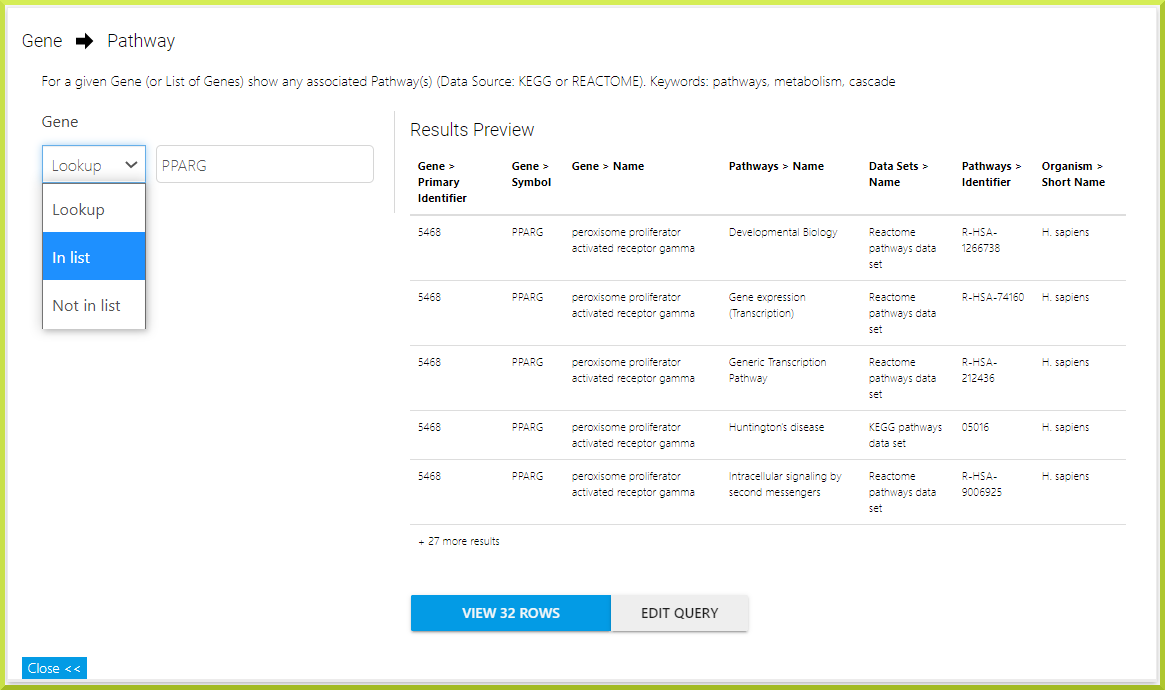 Gene → Pathway
For a given Gene (or List of Genes) show any associated Pathway(s) (Data Source: KEGG or REACTOME). Keywords: pathways, metabolism, cascade
Gene
Lookup PPARG
Lookup
In list
Not in list
Results Preview
Gene > Gene > Gene > Name Pathways > Name Data Sets > Pathways > Organism >
Primary Symbol Name Identifier Short Name
Identifier
5468 PPARG peroxisome proliferator Developmental Biology Reactome R-HSA- H. sapiens
activated receptor gamma pathways data 1266738
set
5468 PPARG peroxisome proliferator Gene expression Reactome R-HSA-74160 H. sapiens
activated receptor gamma (Transcription) pathways data
set
5468 PPARG peroxisome proliferator Generic Transcription Reactome R-HSA- H. sapiens
activated receptor gamma Pathway pathways data 212436
set
5468 PPARG peroxisome proliferator Huntington's disease KEGG pathways 05016 H. sapiens
activated receptor gamma data set
5468 PPARG peroxisome proliferator Intracellular signaling by Reactome R-HSA- H. sapiens
activated receptor gamma second messengers pathways data 9006925
set
+ 27 more results
VIEW 32 ROWS EDIT QUERY
Close <<